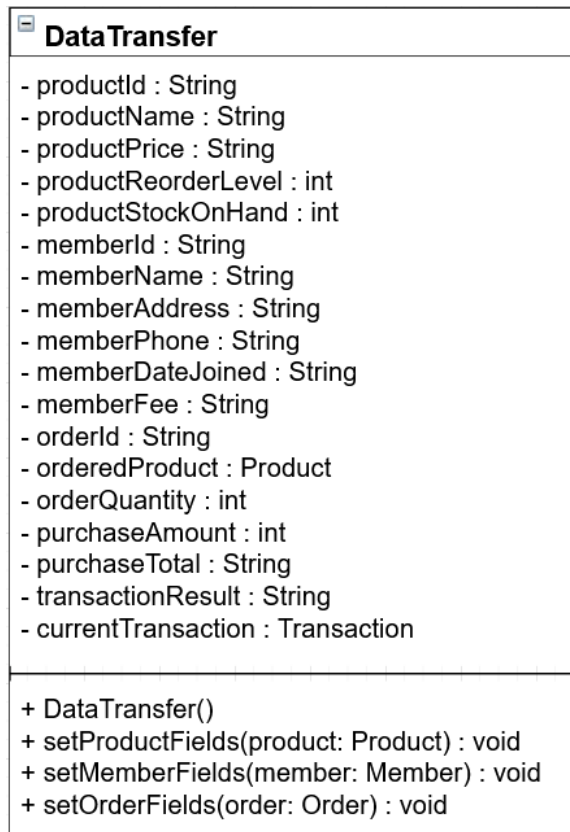 DataTransfer
- productId : String
- productName : String
- productPrice : String
- productReorderLevel : int
- productStockOnHand : int
- memberId : String
- memberName : String
- memberAddress : String
- memberPhone : String
- memberDateJoined : String
- memberFee : String
- orderId : String
- orderedProduct : Product
- orderQuantity : int
- purchaseAmount : int
- purchaseTotal : String
- transactionResult : String
- currentTransaction : Transaction
+ DataTransfer()
+ setProductFields(product: Product) : void
+ setMemberFields(member: Member) : void
+ setOrderFields(order: Order) : void